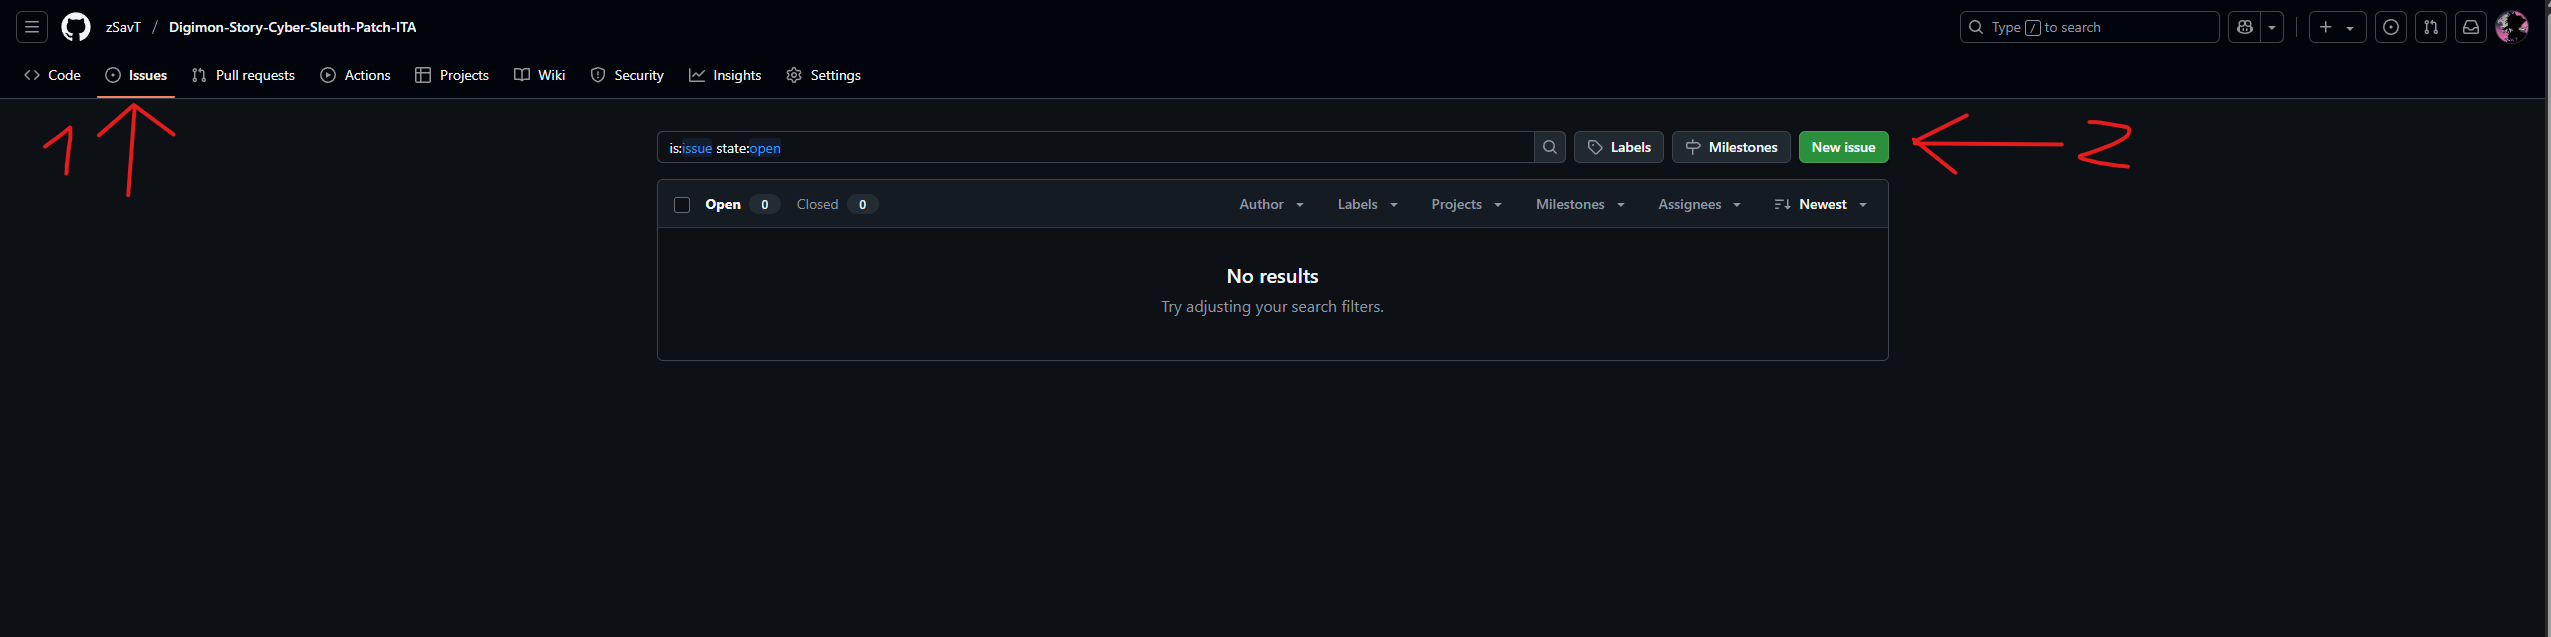 zSavT / Digimon-Story-Cyber-Sleuth-Patch-ITA
Type / to search
Code Issues Pull requests Actions Projects Wiki Security Insights Settings
1
is:issue state:open
Labels Milestones New issue
2
Open 0 Closed 0 Author Labels Projects Milestones Assignees Newest
No results
Try adjusting your search filters.